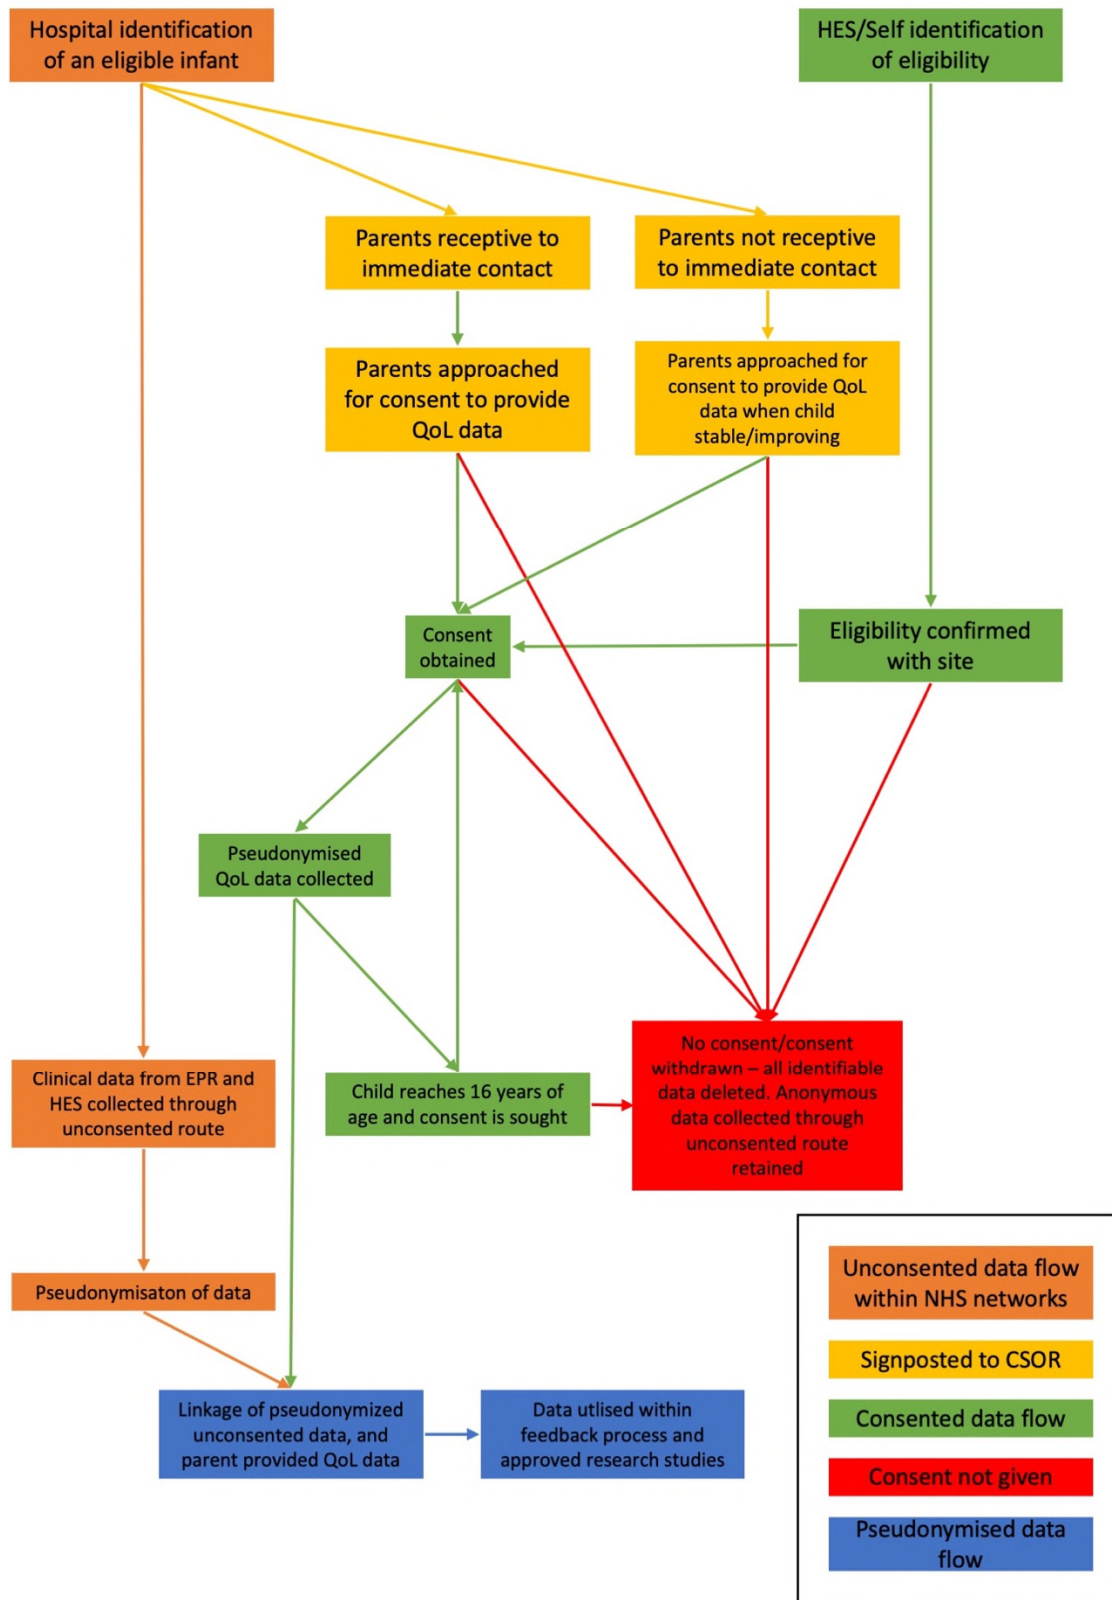 Hospital identification
of an eligible infant
HES/Self identification
of eligibility
Parents receptive to
immediate contact
Parents not receptive
to immediate contact
Parents approached
for consent to provide
QoL data
Parents approached for
consent to provide QoL
data when child
stable/improving
Consent
obtained
Eligibility confirmed
with site
Pseudonymised
QoL data collected
Clinical data from EPR and
HES collected through
unconsented route
Child reaches 16 years of
age and consent is sought
No consent/consent
withdrawn – all identifiable
data deleted. Anonymous
data collected through
unconsented route
retained
Pseudonymisaton of data
Linkage of pseudonymized
unconsented data, and
parent provided QoL data
Data utlised within
feedback process and
approved research studies
Unconsented data flow
within NHS networks
Signposted to CSOR
Consented data flow
Consent not given
Pseudonymised data
flow